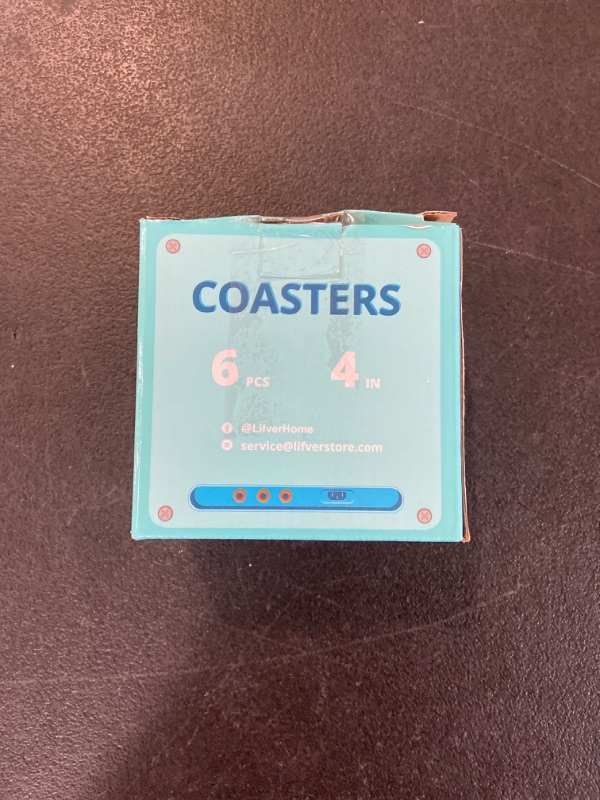 COASTERS
6 PCS 4 IN
@LifverHome
service@lifverstore.com